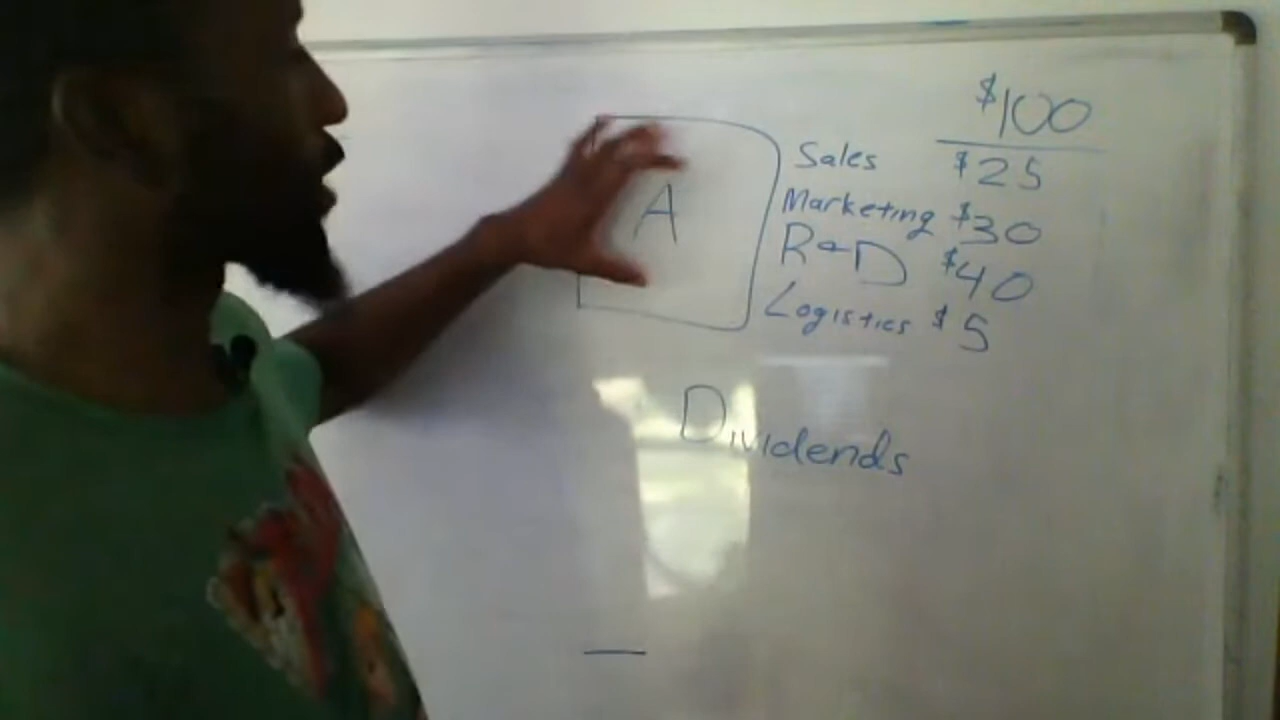 $100
A
Sales $25
Marketing $30
R&D $40
Logistics $5
Dividends